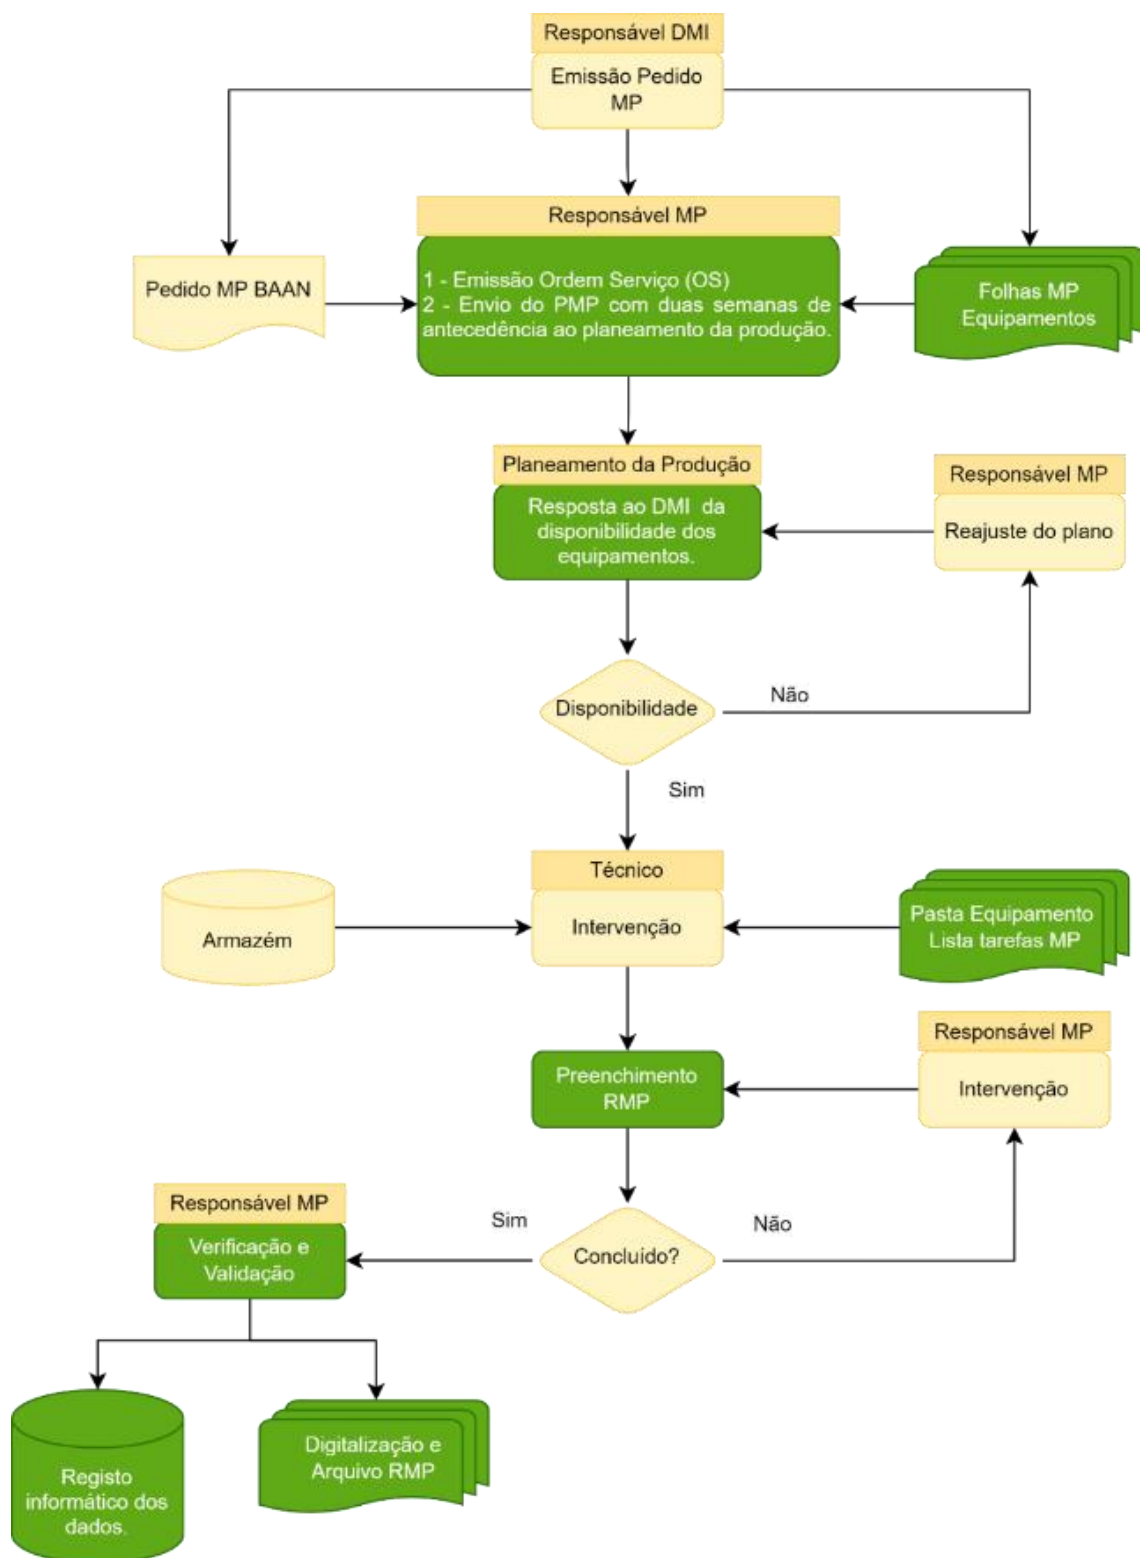 Responsável DMI
Emissão Pedido
MP
Responsável MP
1 - Emissão Ordem Serviço (OS)
2 - Envio do PMP com duas semanas de
antecedência ao planeamento da produção.
Pedido MP BAAN
Folhas MP
Equipamentos
Planeamento da Produção
Resposta ao DMI da
disponibilidade dos
equipamentos.
Responsável MP
Reajuste do plano
Disponibilidade
Não
Sim
Técnico
Intervenção
Armazém
Pasta Equipamento
Lista tarefas MP
Preenchimento
RMP
Responsável MP
Intervenção
Concluído?
Não
Sim
Responsável MP
Verificação e
Validação
Registo
informático dos
dados.
Digitalização e
Arquivo RMP